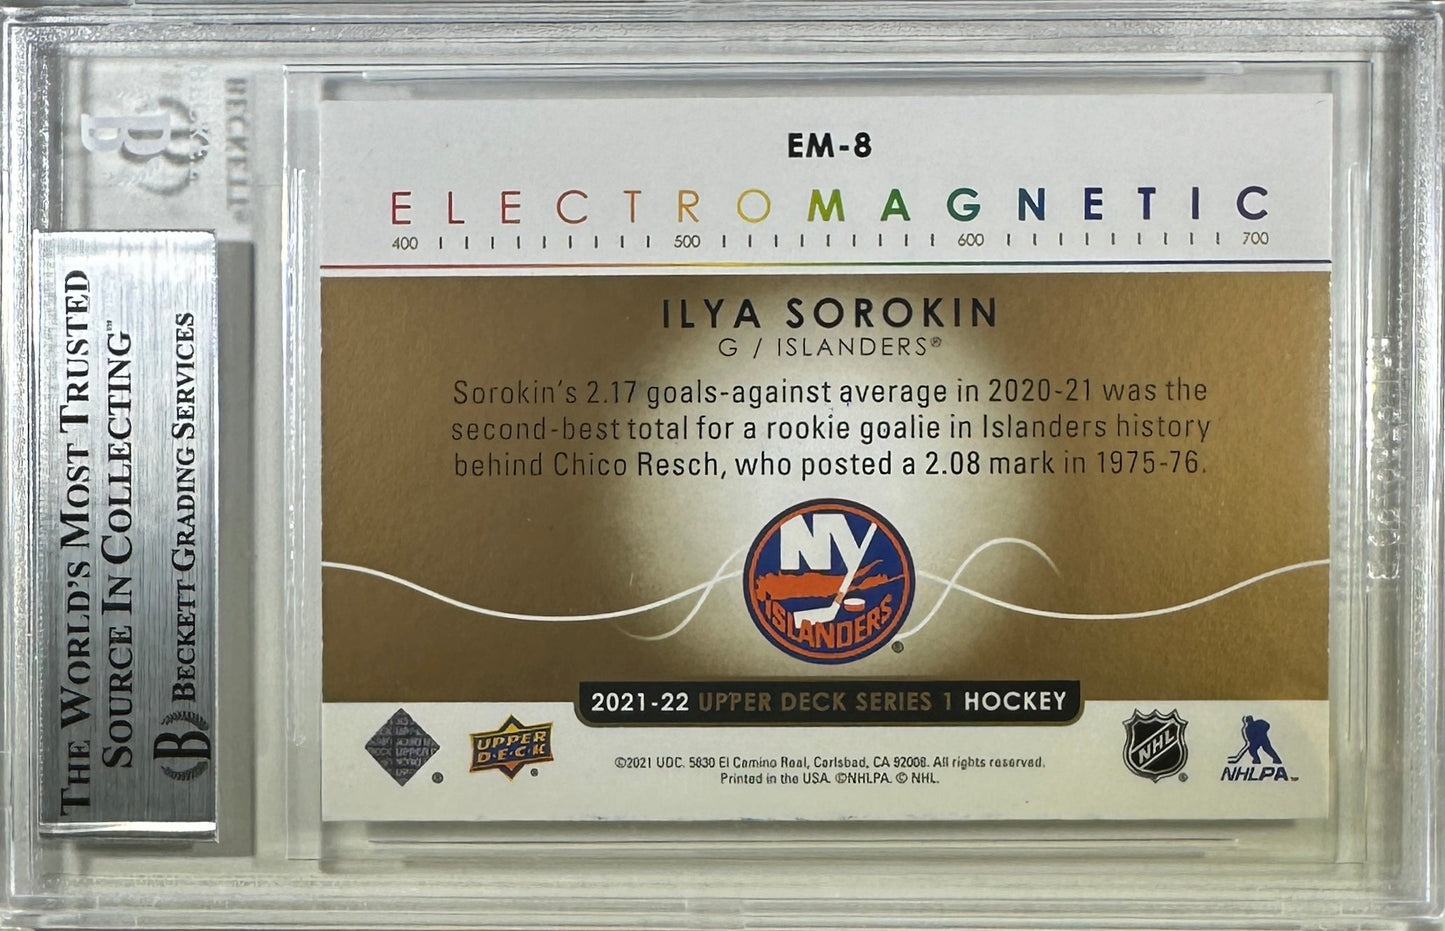 EM-8
ELECTROMAGNETIC
400 500 600 700
ILYA SOROKIN
G / ISLANDERS®
Sorokin's 2.17 goals-against average in 2020-21 was the
second-best total for a rookie goalie in Islanders history
behind Chico Resch, who posted a 2.08 mark in 1975-76.
NY
ISLANDERS
®
2021-22 UPPER DECK SERIES 1 HOCKEY
UPPER
DECK
®
®
©2021 UDC. 5830 El Camino Real, Carlsbad, CA 92008. All rights reserved.
Printed in the USA. ©NHLPA. © NHL.
NHL
®
NHLPA™
THE WORLD'S MOST TRUSTED
SOURCE IN COLLECTING™
B BECKETT GRADING SERVICES
B
BECKETT®